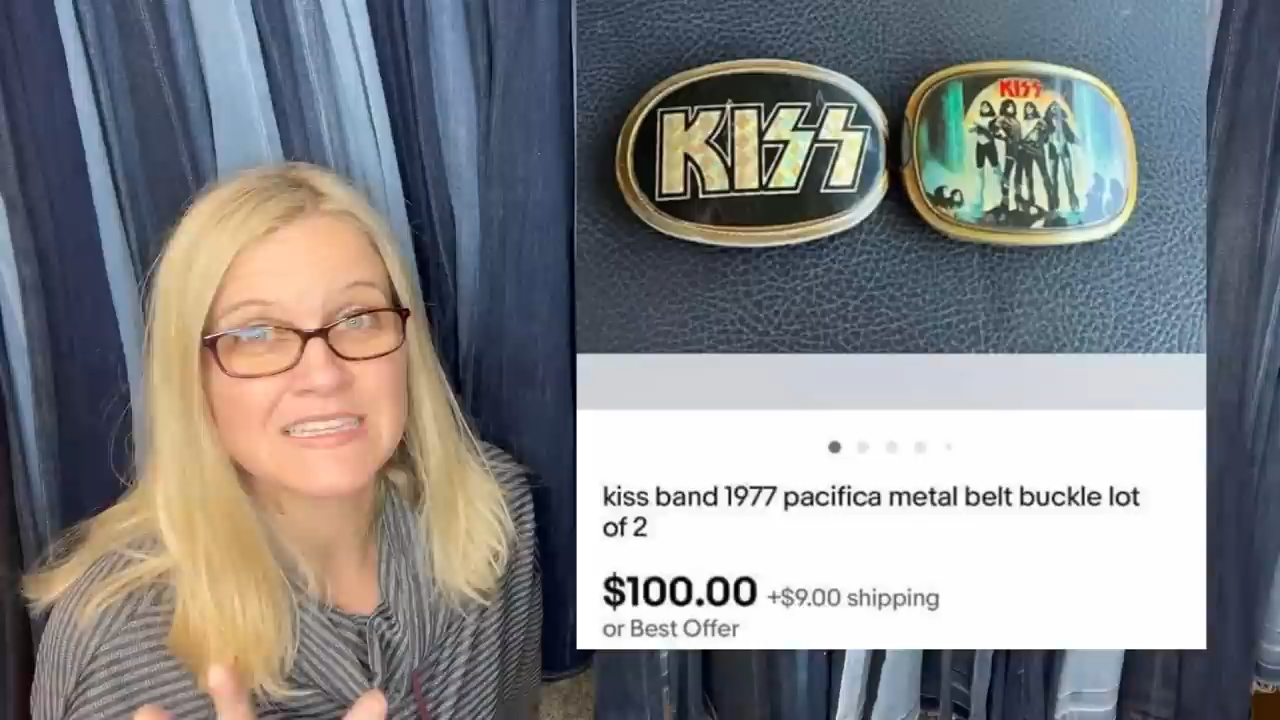 KISS
KISS
kiss band 1977 pacifica metal belt buckle lot
of 2
$100.00 +$9.00 shipping
or Best Offer